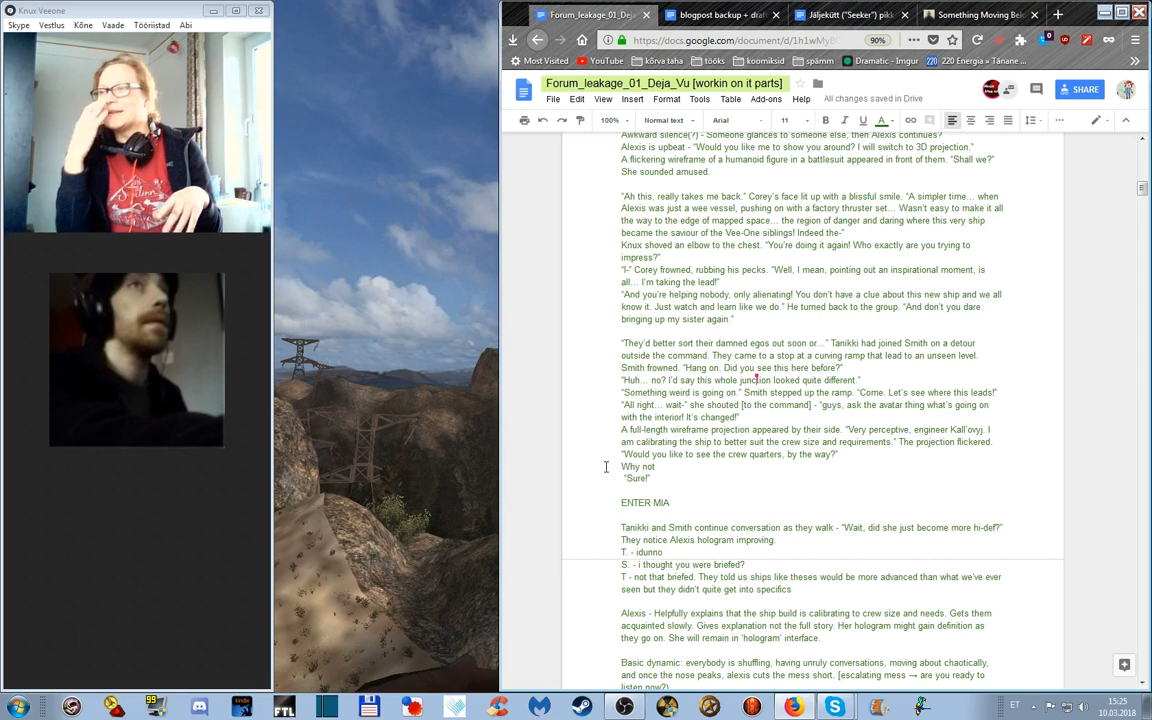 Knux Veeone
Skype Vestlus Kõne Vaade Tööriistad Abi
Forum_leakage_01_Deja_
blogpost backup + draft
Jäljekütt ("Seeker") pikk
Something Moving Bel
https://docs.google.com/document/d/1h1wMyB
90%
Most Visited YouTube kõrva taha tööks koomiksid spämm Dramatic - Imgur 220 Energia » Tänane
Forum_leakage_01_Deja_Vu [workin on it parts]
File Edit View Insert Format Tools Table Add-ons Help All changes saved in Drive
SHARE
100% Normal text Arial 11
Awkward silence(?) - Someone glances to someone else, then Alexis continues?
Alexis is upbeat - “Would you like me to show you around? I will switch to 3D projection.”
A flickering wireframe of a humanoid figure in a battlesuit appeared in front of them. “Shall we?”
She sounded amused.
“Ah this, really takes me back.” Corey’s face lit up with a blissful smile. “A simpler time… when
Alexis was just a wee vessel, pushing on with a factory thruster set… Wasn’t easy to make it all
the way to the edge of mapped space… the region of danger and daring where this very ship
became the saviour of the Vee-One siblings! Indeed the-”
Knux shoved an elbow to the chest. “You’re doing it again! Who exactly are you trying to
impress?”
“I-” Corey frowned, rubbing his pecks. “Well, I mean, pointing out an inspirational moment, is
all… I’m taking the lead!”
“And you’re helping nobody, only alienating! You don’t have a clue about this new ship and we all
know it. Just watch and learn like we do.” He turned back to the group. “And don’t you dare
bringing up my sister again.”
“They’d better sort their damned egos out soon or…” Tanikki had joined Smith on a detour
outside the command. They came to a stop at a curving ramp that lead to an unseen level.
Smith frowned. “Hang on. Did you see this here before?”
“Huh… no? I’d say this whole junction looked quite different.”
“Something weird is going on.” Smith stepped up the ramp. “Come. Let’s see where this leads!”
“All right… wait-” she shouted [to the command] - “guys, ask the avatar thing what’s going on
with the interior! It’s changed!”
A full-length wireframe projection appeared by their side. “Very perceptive, engineer Kall’ovyj. I
am calibrating the ship to better suit the crew size and requirements.” The projection flickered.
“Would you like to see the crew quarters, by the way?”
Why not
“Sure!”
ENTER MIA
Tanikki and Smith continue conversation as they walk - “Wait, did she just become more hi-def?”
They notice Alexis hologram improving.
T. - idunno
S. - i thought you were briefed?
T - not that briefed. They told us ships like theses would be more advanced than what we’ve ever
seen but they didn’t quite get into specifics
Alexis - Helpfully explains that the ship build is calibrating to crew size and needs. Gets them
acquainted slowly. Gives explanation not the full story. Her hologram might gain definition as
they go on. She will remain in ‘hologram’ interface.
Basic dynamic: everybody is shuffling, having unruly conversations, moving about chaotically,
and once the nose peaks, alexis cuts the mess short. [escalating mess → are you ready to
listen now?)
99
kindle
FTL
ET
15:25
10.03.2018